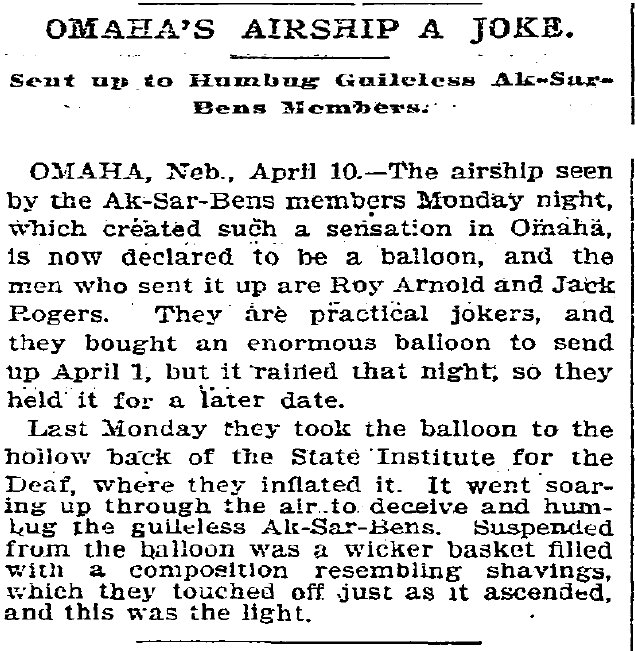 OMAHA'S AIRSHIP A JOKE.
Sent up to Humbug Guileless Ak-Sar-
Bens Members.
OMAHA, Neb., April 10.—The airship seen
by the Ak-Sar-Bens members Monday night,
which created such a sensation in Omaha,
is now declared to be a balloon, and the
men who sent it up are Roy Arnold and Jack
Rogers. They are practical jokers, and
they bought an enormous balloon to send
up April 1, but it rained that night, so they
held it for a later date.
Last Monday they took the balloon to the
hollow back of the State Institute for the
Deaf, where they inflated it. It went soar-
ing up through the air to deceive and hum-
bug the guileless Ak-Sar-Bens. Suspended
from the balloon was a wicker basket filled
with a composition resembling shavings,
which they touched off just as it ascended,
and this was the light.